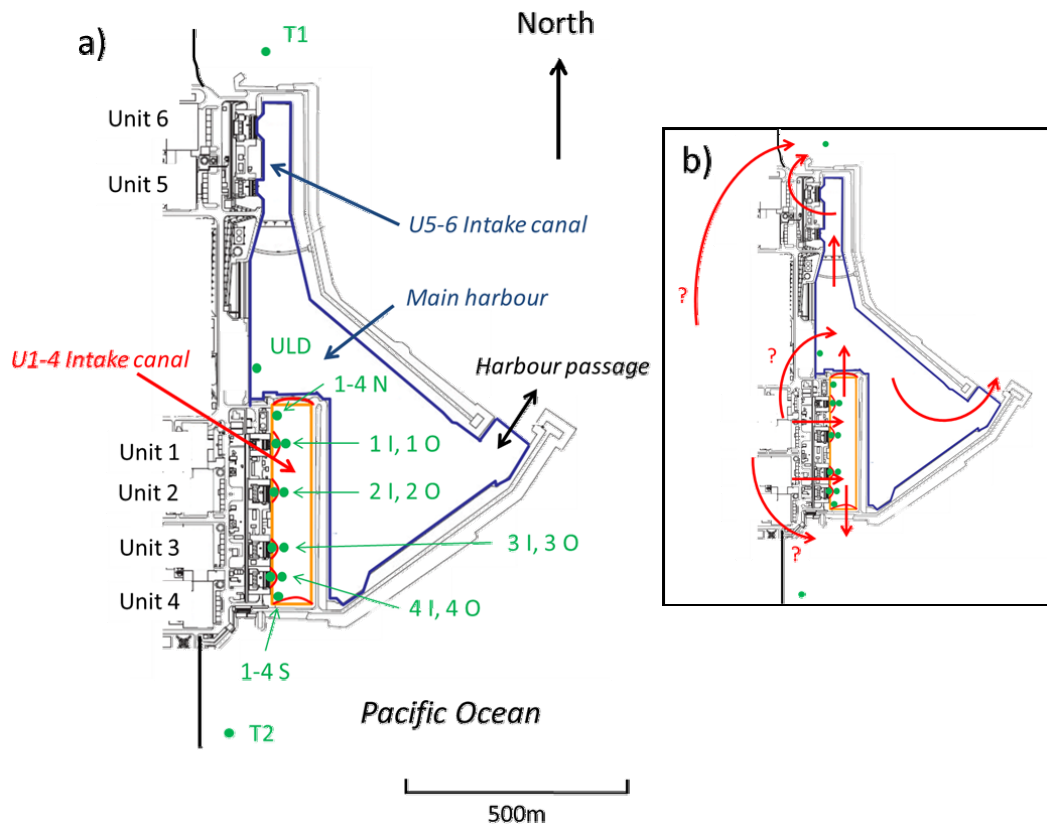 a)
T1
North
Unit 6
Unit 5
U5-6 Intake canal
Main harbour
ULD
U1-4 Intake canal
1-4 N
Harbour passage
Unit 1
1 I, 1 O
Unit 2
2 I, 2 O
Unit 3
3 I, 3 O
Unit 4
4 I, 4 O
1-4 S
T2
Pacific Ocean
500m
b)
?
?
?